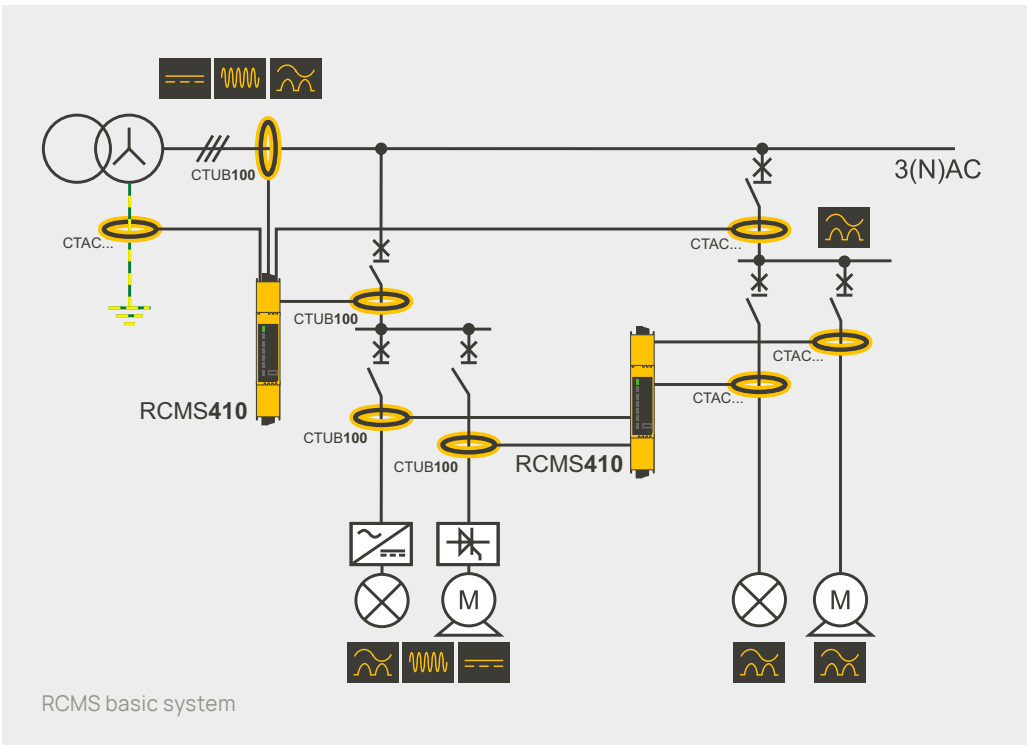 CTUB100
3(N)AC
CTAC...
CTAC...
CTUB100
CTAC...
CTAC...
RCMS410
CTUB100
CTUB100
RCMS410
M
M
RCMS basic system